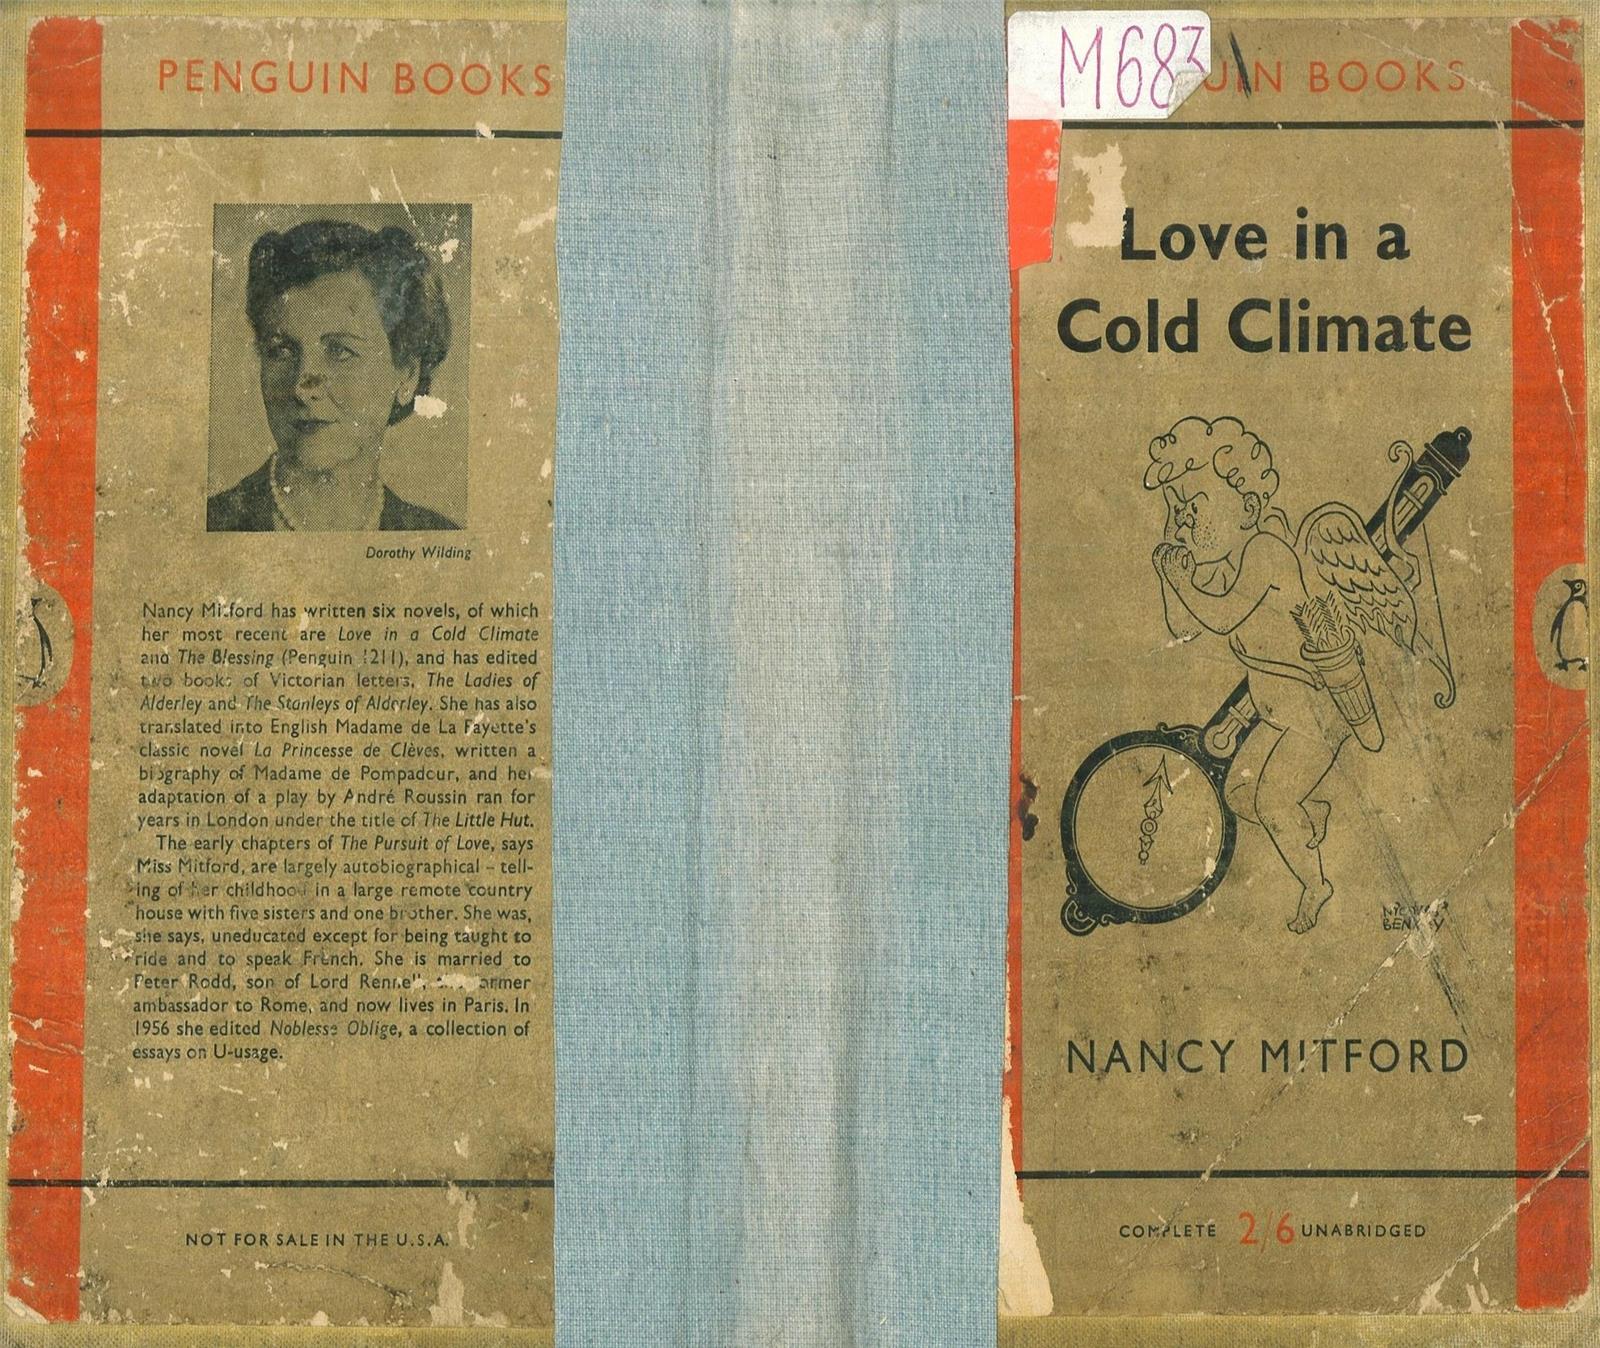 PENGUIN BOOKS
Dorothy Wilding
Nancy Mitford has written six novels, of which
her most recent are Love in a Cold Climate
and The Blessing (Penguin 1211), and has edited
two books of Victorian letters, The Ladies of
Alderley and The Stanleys of Alderley. She has also
translated into English Madame de La Fayette's
classic novel La Princesse de Clèves, written a
biography of Madame de Pompadour, and her
adaptation of a play by André Roussin ran for
years in London under the title of The Little Hut.
The early chapters of The Pursuit of Love, says
Miss Mitford, are largely autobiographical – tell-
ing of her childhood in a large remote country
house with five sisters and one brother. She was,
she says, uneducated except for being taught to
ride and to speak French. She is married to
Peter Rodd, son of Lord Rennell, the former
ambassador to Rome, and now lives in Paris. In
1956 she edited Noblesse Oblige, a collection of
essays on U-usage.
NOT FOR SALE IN THE U.S.A.
M683
UIN BOOKS
Love in a
Cold Climate
BENTLEY
NANCY MITFORD
COMPLETE 2/6 UNABRIDGED